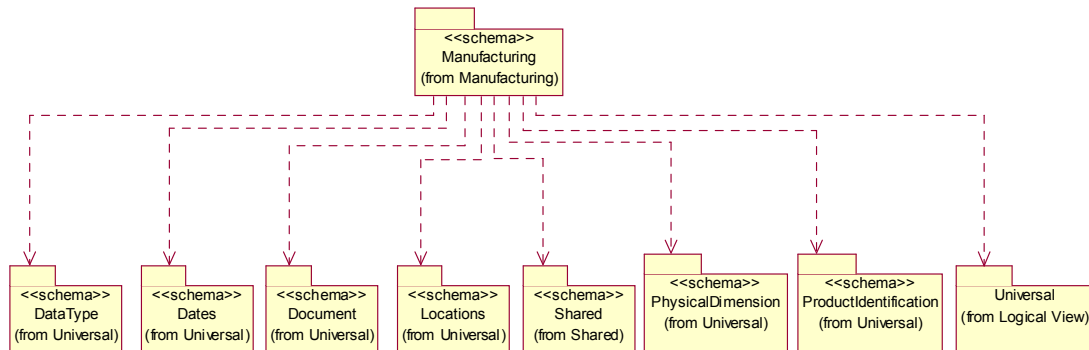 <<schema>>
Manufacturing
(from Manufacturing)
<<schema>>
DataType
(from Universal)
<<schema>>
Dates
(from Universal)
<<schema>>
Document
(from Universal)
<<schema>>
Locations
(from Universal)
<<schema>>
Shared
(from Shared)
<<schema>>
PhysicalDimension
(from Universal)
<<schema>>
ProductIdentification
(from Universal)
Universal
(from Logical View)